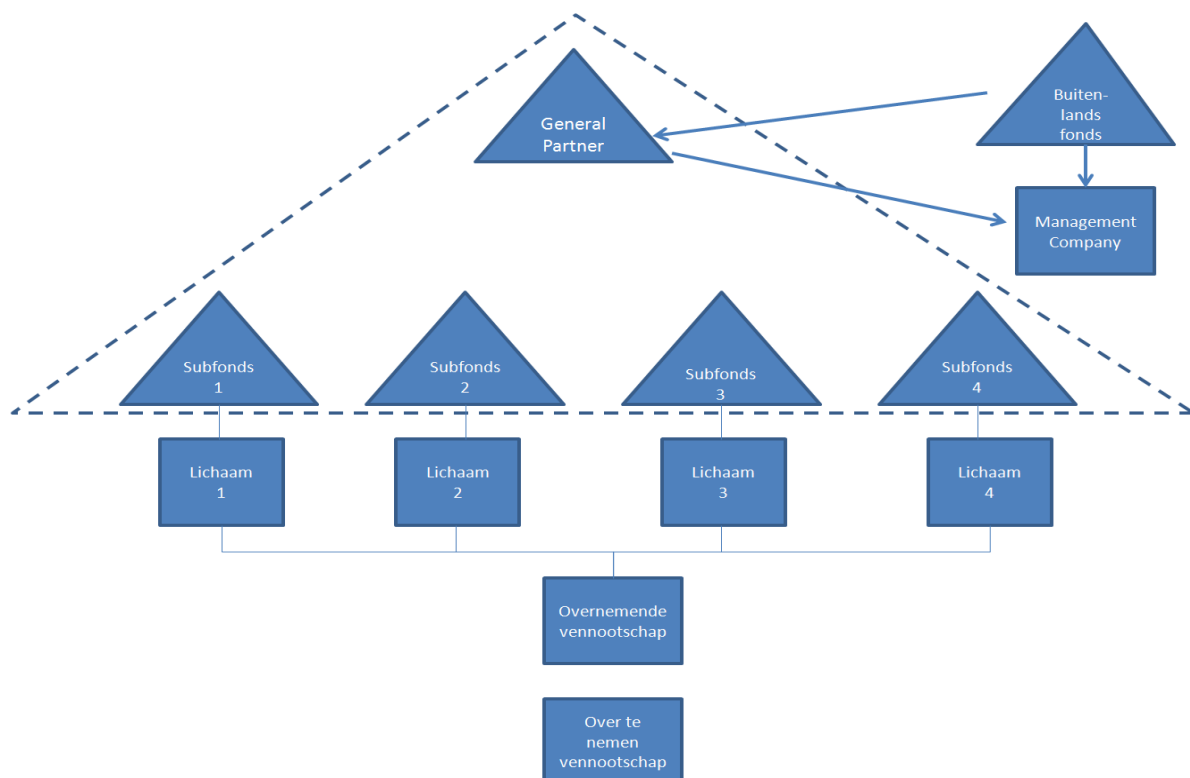 General
Partner
Buiten-
lands
fonds
Management
Company
Subfonds
1
Subfonds
2
Subfonds
3
Subfonds
4
Lichaam
1
Lichaam
2
Lichaam
3
Lichaam
4
Overnemende
vennootschap
Over te
nemen
vennootschap